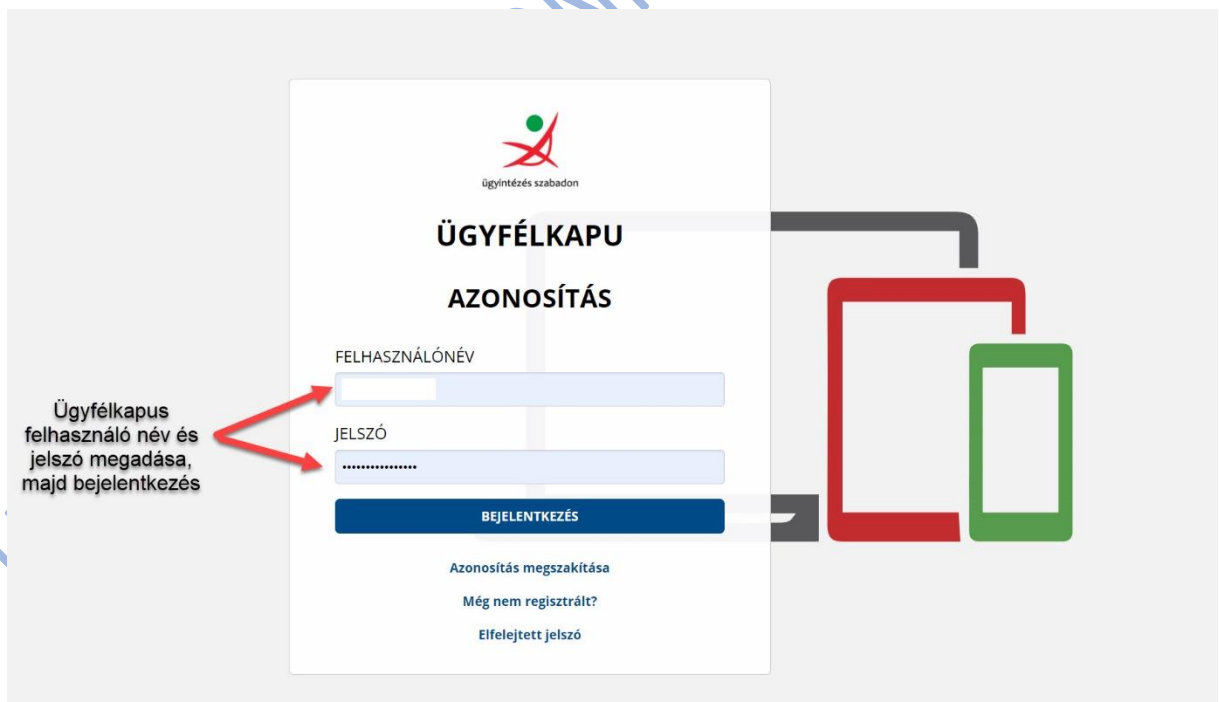 ügyintézés szabadon
ÜGYFÉLKAPU
AZONOSÍTÁS
FELHASZNÁLÓNÉV
JELSZÓ
••••••••••••••••
BEJELENTKEZÉS
Azonosítás megszakítása
Még nem regisztrált?
Elfelejtett jelszó
Ügyfélkapus
felhasználó név és
jelszó megadása,
majd bejelentkezés